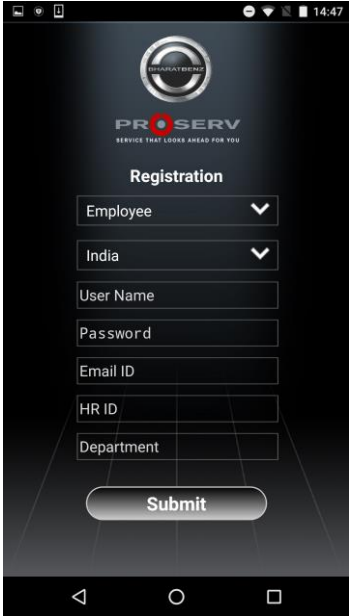 14:47
BHARATBENZ
PROSERV
SERVICE THAT LOOKS AHEAD FOR YOU
Registration
Employee
India
User Name
Password
Email ID
HR ID
Department
Submit